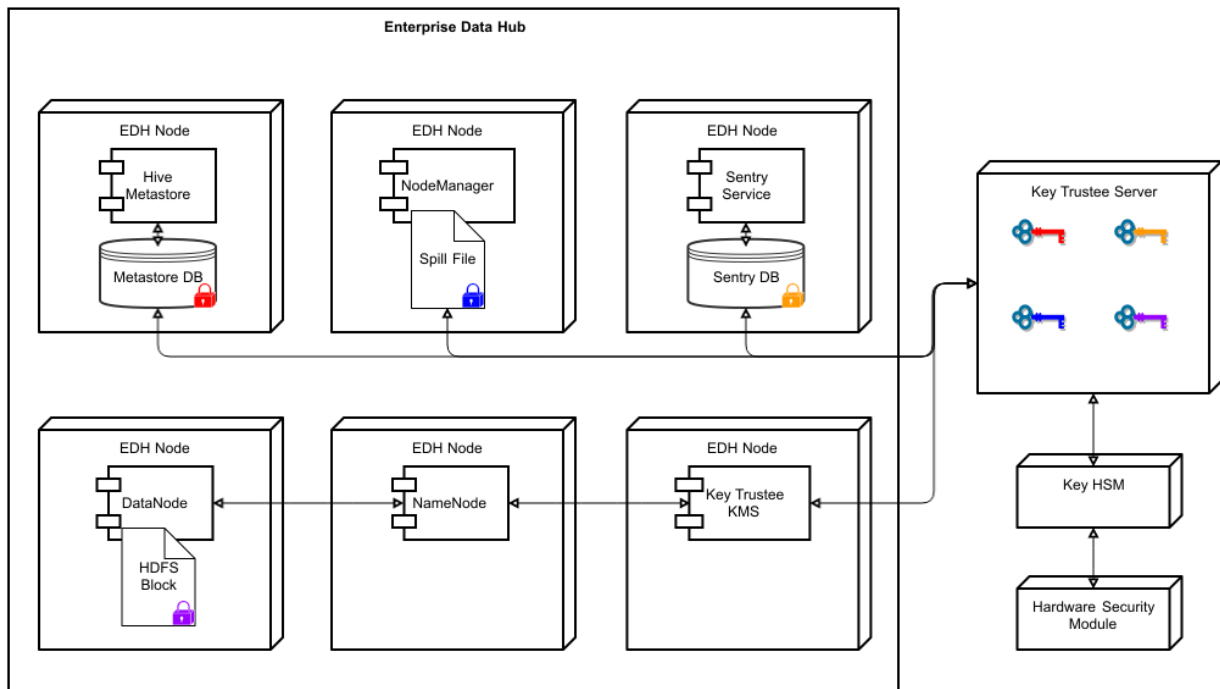 Enterprise Data Hub
EDH Node
Hive
Metastore
Metastore DB
EDH Node
NodeManager
Spill File
EDH Node
Sentry
Service
Sentry DB
Key Trustee Server
EDH Node
DataNode
HDFS
Block
EDH Node
NameNode
EDH Node
Key Trustee
KMS
Key HSM
Hardware Security
Module